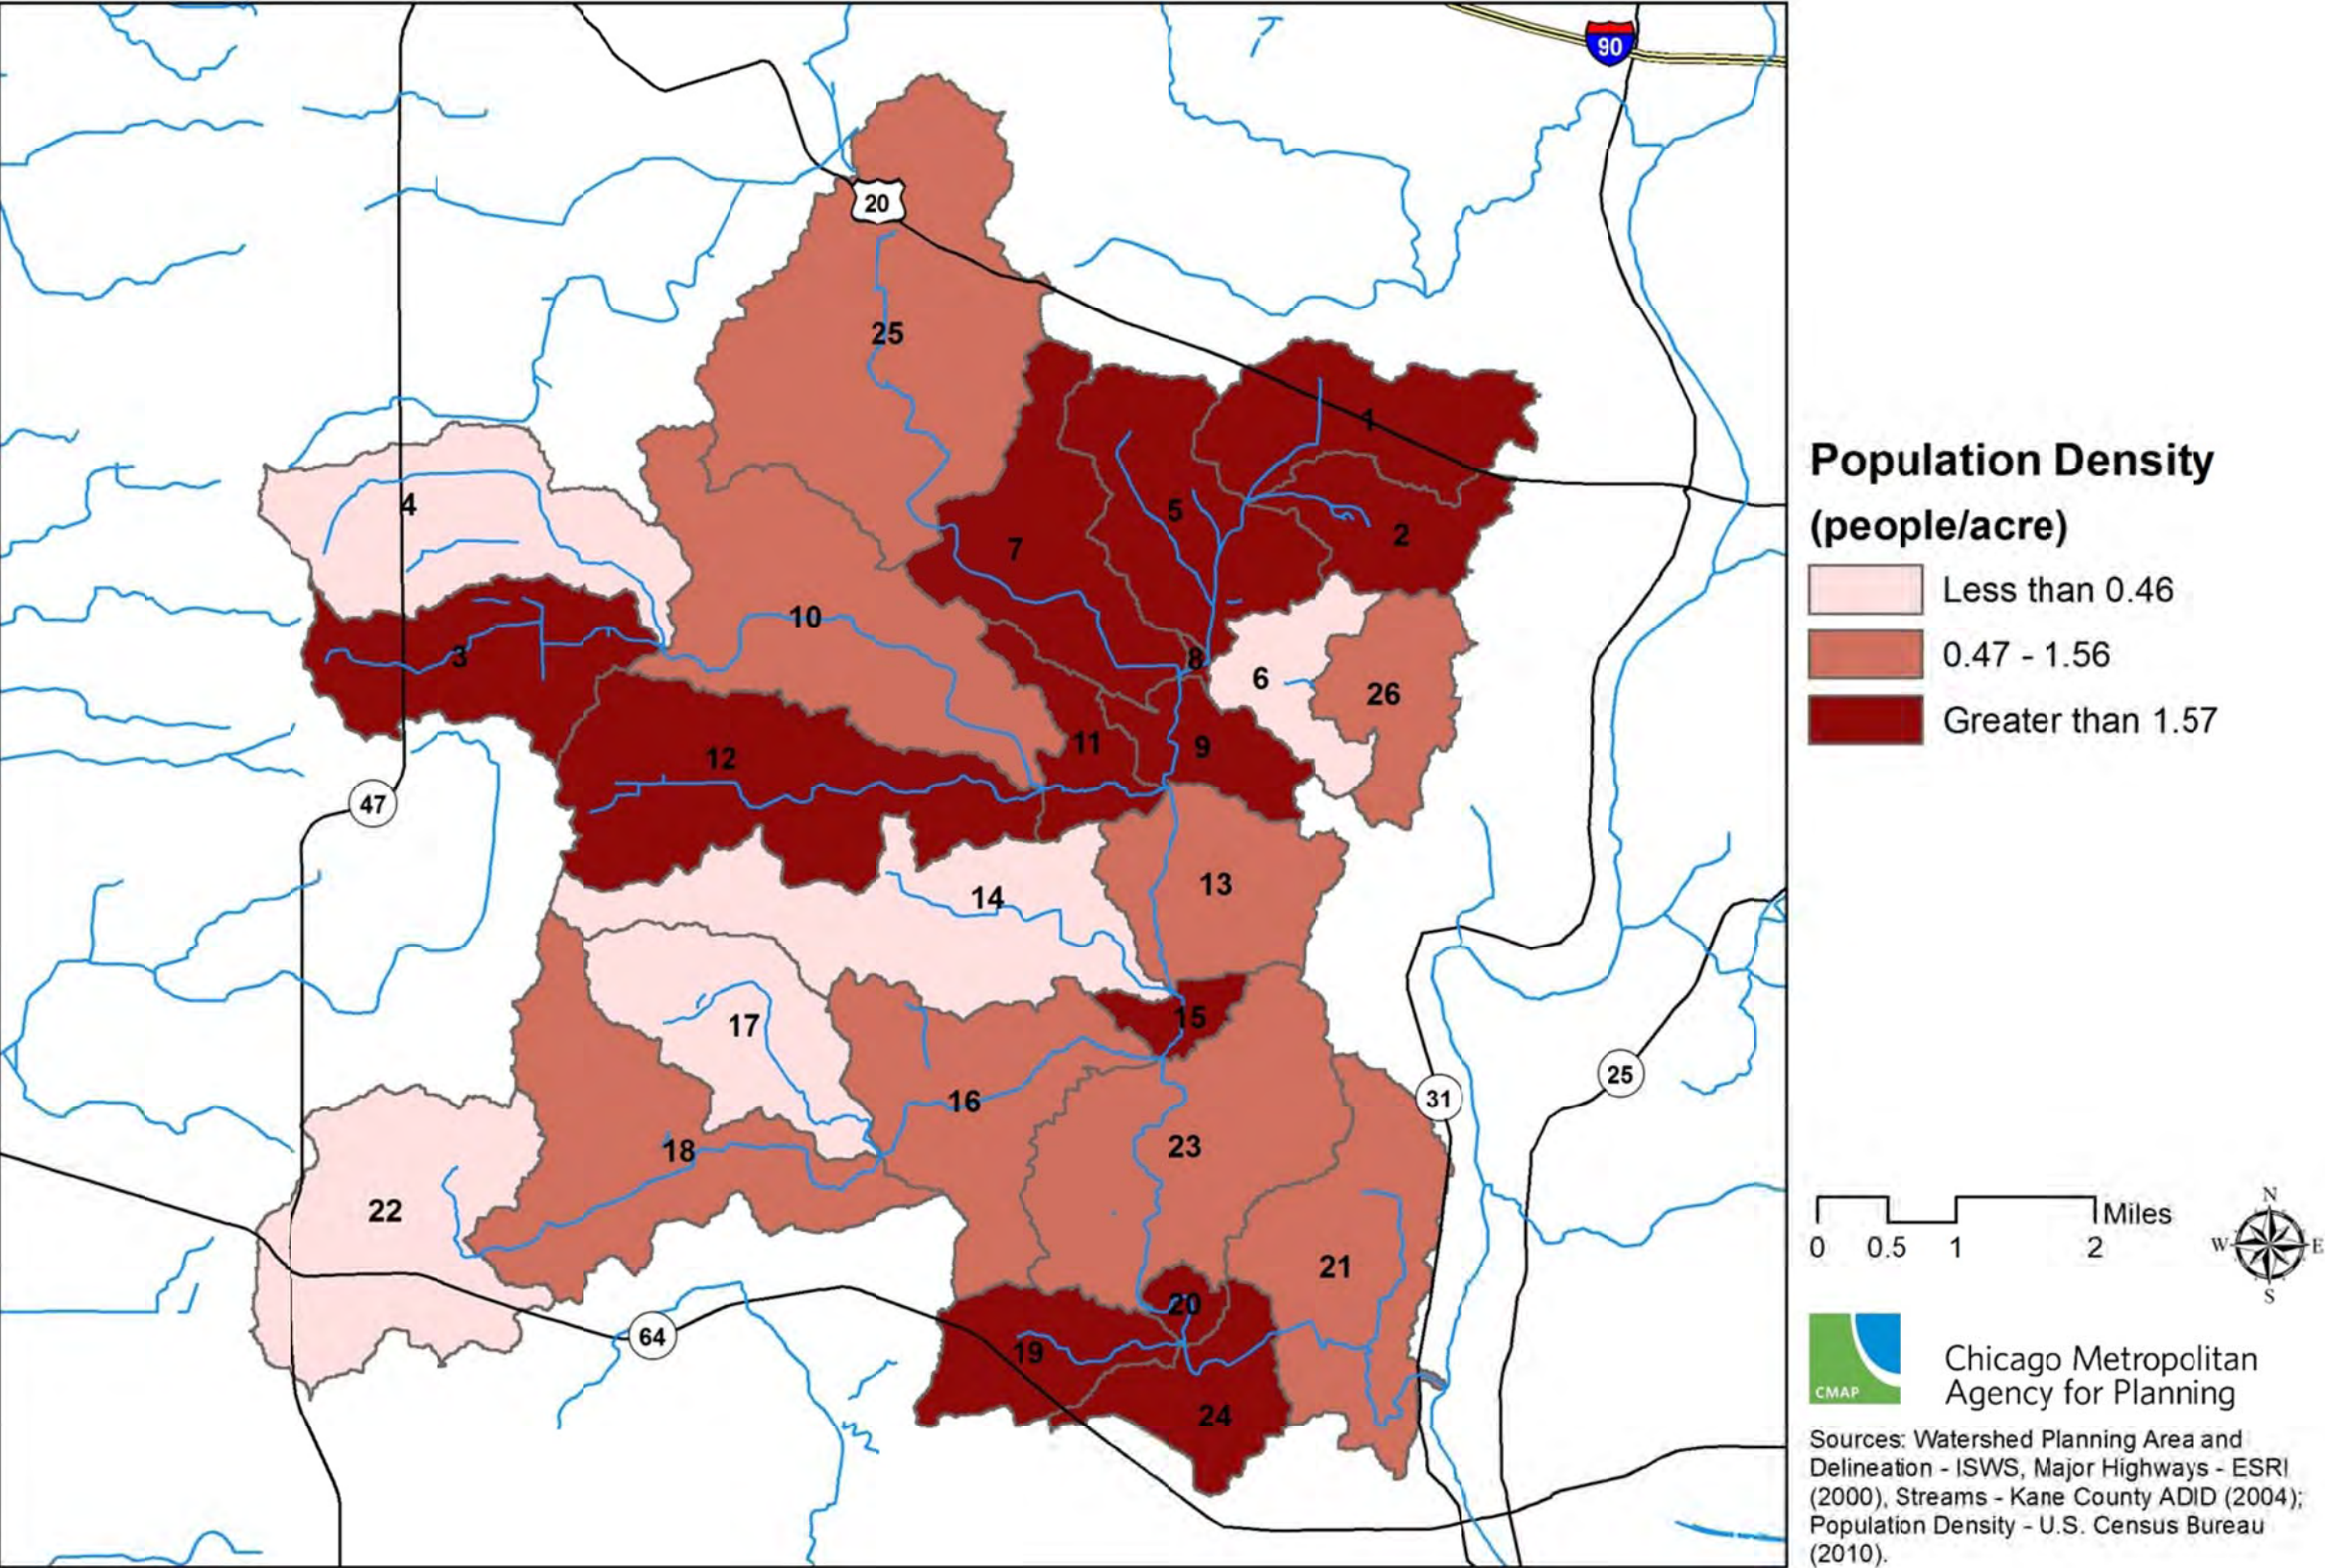 90
20
25
1
4
5
2
7
10
3
8
6
26
11
9
12
47
14
13
17
15
25
16
31
18
23
22
21
20
64
19
24
Population Density
(people/acre)
Less than 0.46
0.47 - 1.56
Greater than 1.57
N
W
E
S
Miles
0 0.5 1 2
CMAP
Chicago Metropolitan
Agency for Planning
Sources: Watershed Planning Area and
Delineation - ISWS, Major Highways - ESRI
(2000), Streams - Kane County ADID (2004);
Population Density - U.S. Census Bureau
(2010).